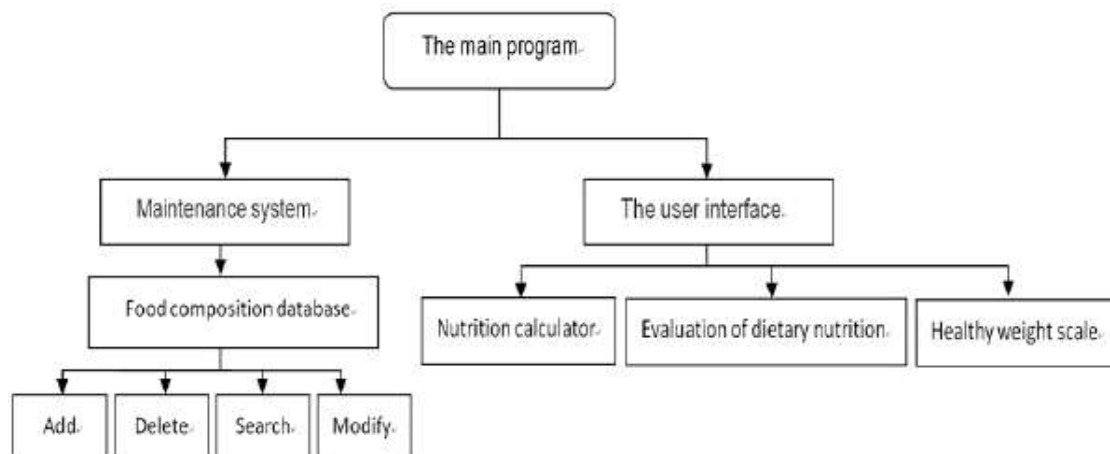 The main program
Maintenance system
The user interface
Food composition database
Nutrition calculator
Evaluation of dietary nutrition
Healthy weight scale
Add
Delete
Search
Modify